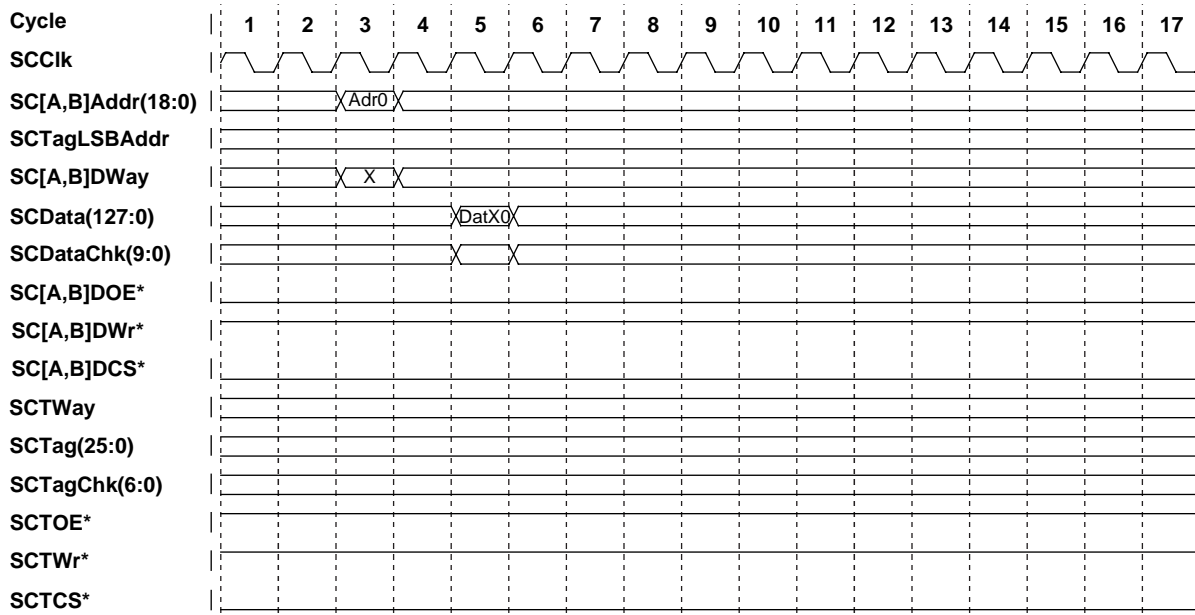 Cycle 1 2 3 4 5 6 7 8 9 10 11 12 13 14 15 16 17
SCClk
SC[A,B]Addr(18:0) Adr0
SCTagLSBAddr
SC[A,B]DWay X
SCData(127:0) DatX0
SCDataChk(9:0)
SC[A,B]DOE*
SC[A,B]DWr*
SC[A,B]DCS*
SCTWay
SCTag(25:0)
SCTagChk(6:0)
SCTOE*
SCTWr*
SCTCS*